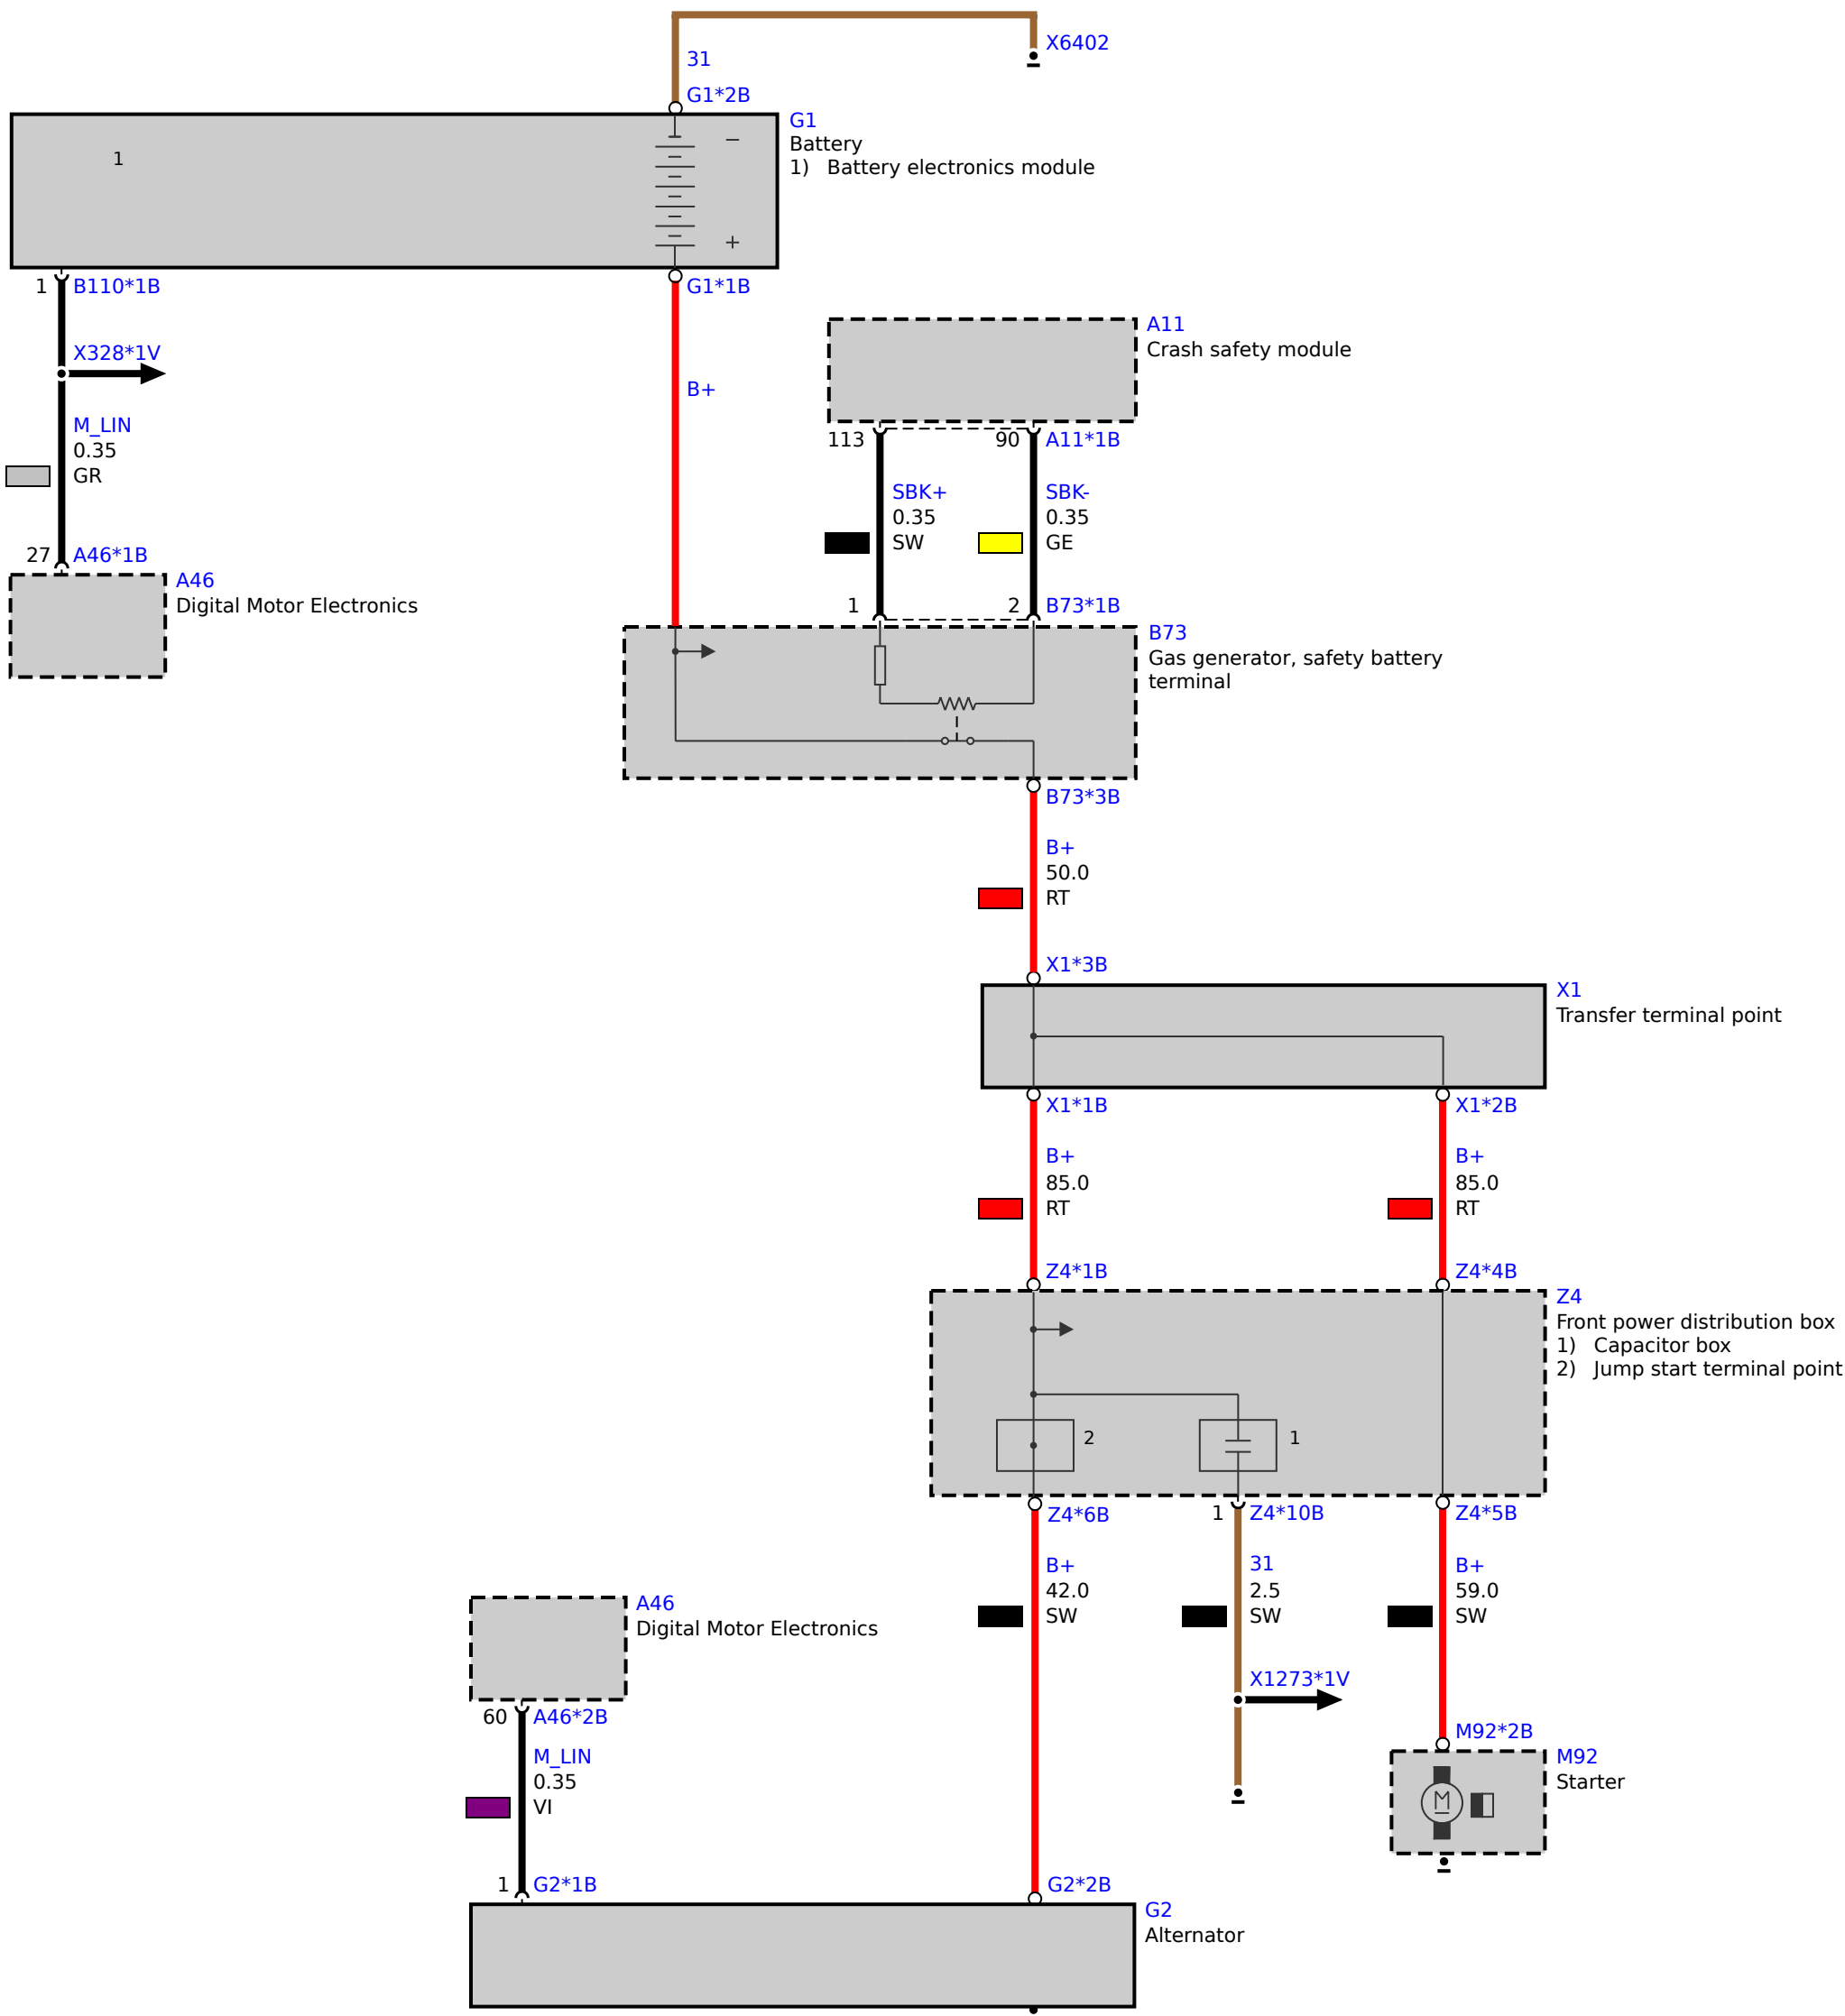 X6402
31
G1*2B
G1
Battery
1) Battery electronics module
1
−
+
1 B110*1B
G1*1B
X328*1V
M_LIN
0.35
GR
27 A46*1B
A46
Digital Motor Electronics
B+
A11
Crash safety module
113 90 A11*1B
SBK+ SBK-
0.35 0.35
SW GE
1 2 B73*1B
B73
Gas generator, safety battery
terminal
B73*3B
B+
50.0
RT
X1*3B
X1
Transfer terminal point
X1*1B X1*2B
B+ B+
85.0 85.0
RT RT
Z4*1B Z4*4B
Z4
Front power distribution box
1) Capacitor box
2) Jump start terminal point
2 1
Z4*6B 1 Z4*10B Z4*5B
B+ 31 B+
42.0 2.5 59.0
SW SW SW
X1273*1V
A46
Digital Motor Electronics
60 A46*2B
M_LIN
0.35
VI
M92*2B
M92
Starter
M
1 G2*1B G2*2B
G2
Alternator